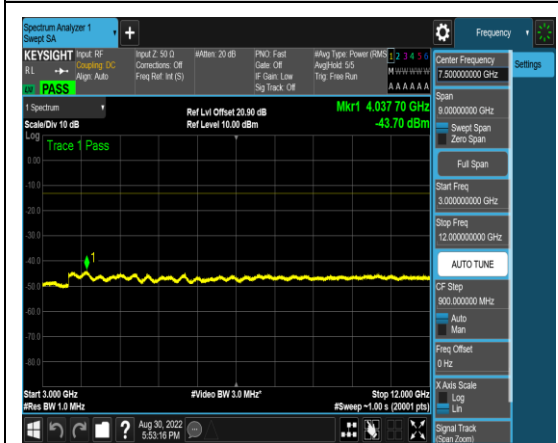 Spectrum Analyzer 1
Swept SA
Frequency
KEYSIGHT
Input: RF
Input Z: 50 Ω
#Atten: 20 dB
PNO: Fast
#Avg Type: Power (RMS
1 2 3 4 5 6
RL
Coupling: DC
Corrections: Off
Gate: Off
Avg|Hold: 5/5
M W W W W W
Align: Auto
Freq Ref: Int (S)
IF Gain: Low
Trig: Free Run
PASS
Sig Track: Off
A A A A A A
1 Spectrum
Ref Lvl Offset 20.90 dB
Mkr1 4.037 70 GHz
Scale/Div 10 dB
Ref Level 10.00 dBm
-43.70 dBm
Log
Trace 1 Pass
0.00
-10.0
-20.0
-30.0
-40.0
1
-50.0
-60.0
-70.0
-80.0
Start 3.000 GHz
#Video BW 3.0 MHz*
Stop 12.000 GHz
#Res BW 1.0 MHz
#Sweep ~1.00 s (20001 pts)
Aug 30, 2022
5:53:16 PM
Center Frequency
7.500000000 GHz
Settings
Span
9.00000000 GHz
Swept Span
Zero Span
Full Span
Start Freq
3.000000000 GHz
Stop Freq
12.000000000 GHz
AUTO TUNE
CF Step
900.000000 MHz
Auto
Man
Freq Offset
0 Hz
X Axis Scale
Log
Lin
Signal Track
(Span Zoom)